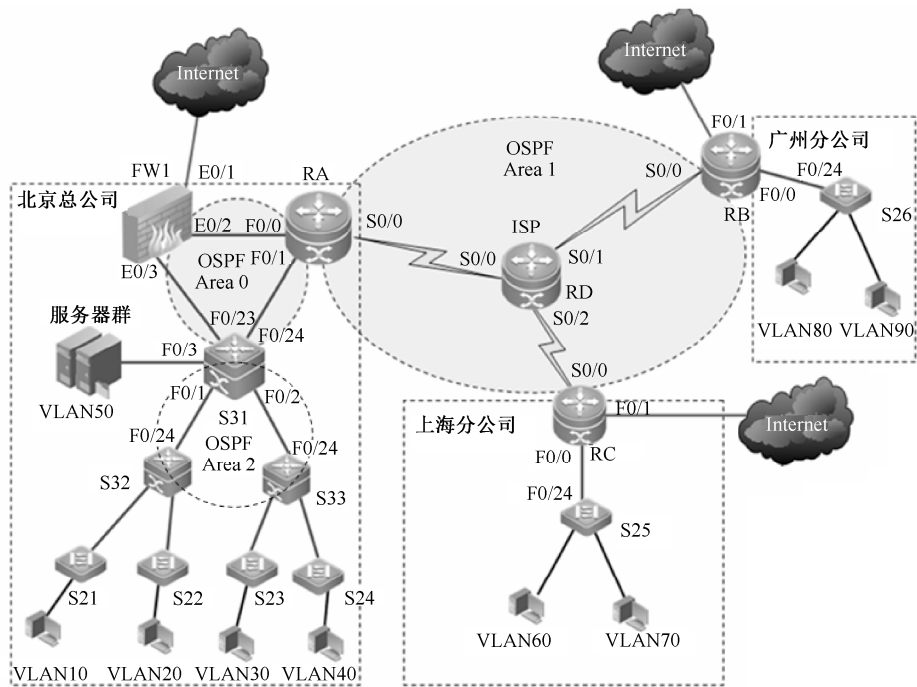 Internet
Internet
F0/1
广州分公司
FW1
E0/1
RA
OSPF
Area 1
S0/0
F0/24
F0/0
RB
S26
北京总公司
E0/2
F0/0
S0/0
ISP
F0/1
E0/3
OSPF
Area 0
S0/0
S0/1
RD
VLAN80
VLAN90
服务器群
F0/23
F0/24
S0/2
F0/3
VLAN50
S0/0
F0/1
F0/2
S31
OSPF
Area 2
F0/24
F0/24
上海分公司
F0/1
Internet
RC
F0/0
S32
S33
F0/24
S25
S21
S22
S23
S24
VLAN60
VLAN70
VLAN10
VLAN20
VLAN30
VLAN40